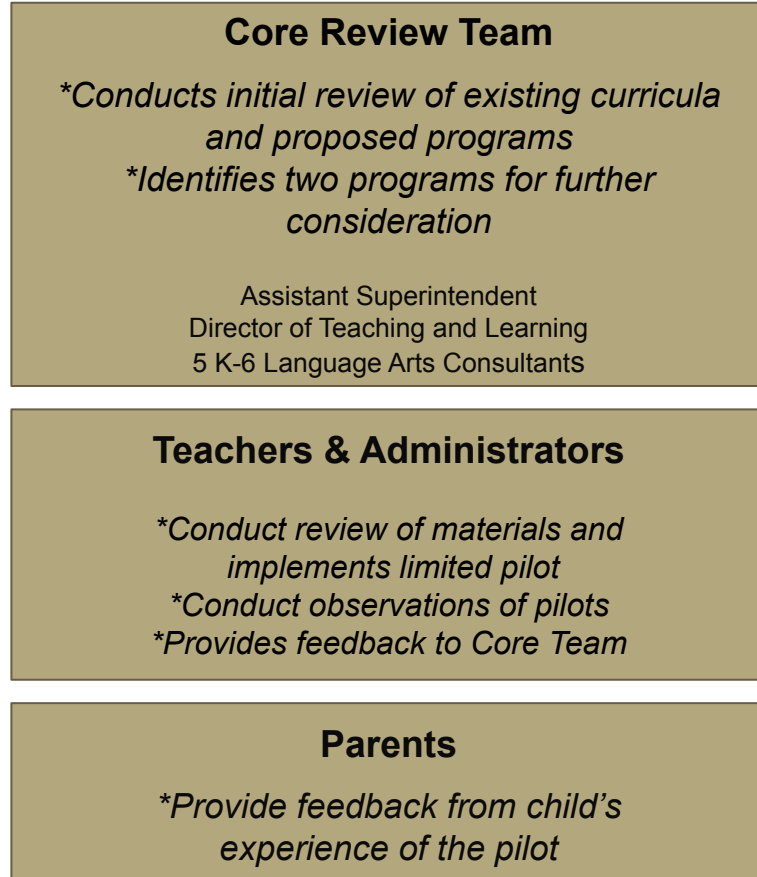 Core Review Team
*Conducts initial review of existing curricula
and proposed programs
*Identifies two programs for further
consideration
Assistant Superintendent
Director of Teaching and Learning
5 K-6 Language Arts Consultants
Teachers & Administrators
*Conduct review of materials and
implements limited pilot
*Conduct observations of pilots
*Provides feedback to Core Team
Parents
*Provide feedback from child’s
experience of the pilot